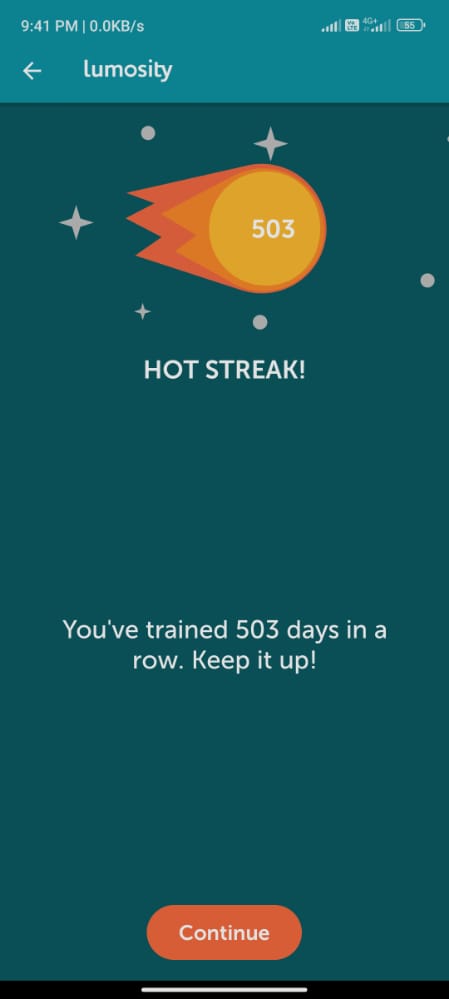 9:41 PM | 0.0KB/s
4G+
55
lumosity
503
HOT STREAK!
You've trained 503 days in a
row. Keep it up!
Continue